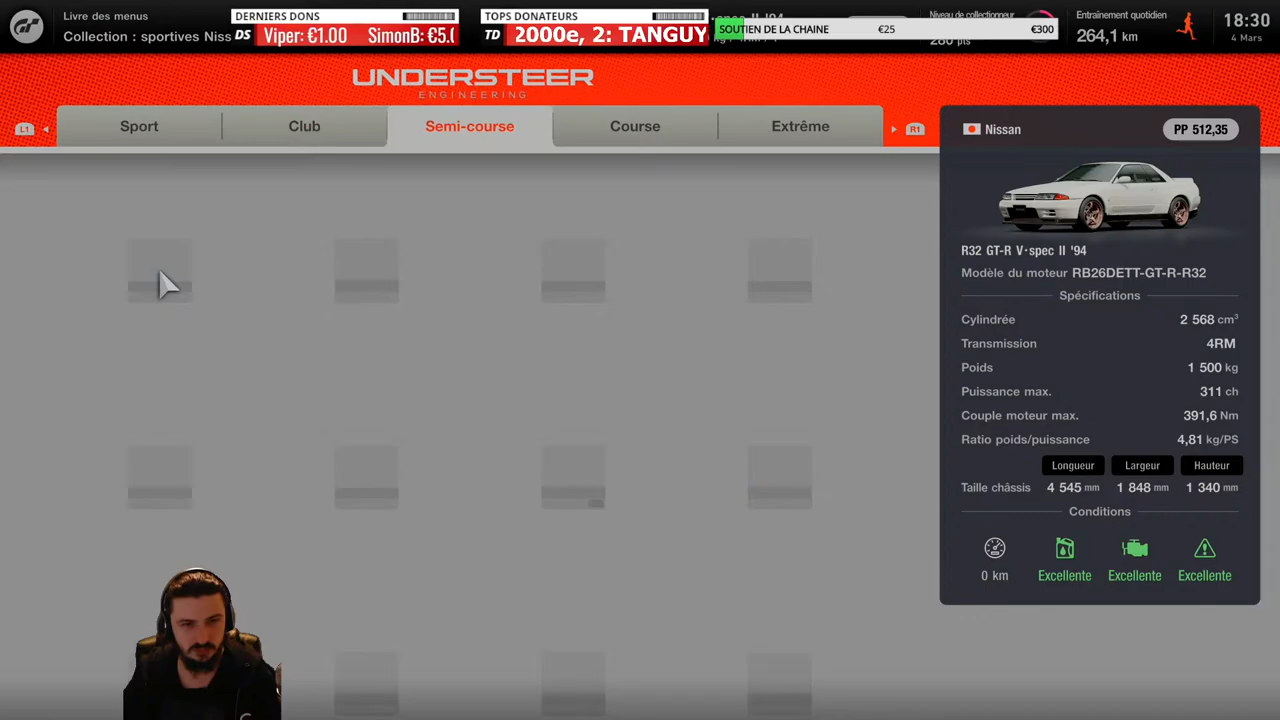 Livre des menus
Collection : sportives Niss
DERNIERS DONS
DS Viper: €1.00 SimonB: €5.0
TOPS DONATEURS
TD 2000e, 2: TANGUY
SOUTIEN DE LA CHAINE €25 €300
Niveau de collectionneur
280 pts
Entraînement quotidien
264,1 km
18:30
4 Mars
UNDERSTEER
ENGINEERING
L1 Sport Club Semi-course Course Extrême R1
Nissan PP 512,35
R32 GT-R V·spec II '94
Modèle du moteur RB26DETT-GT-R-R32
Spécifications
Cylindrée 2 568 cm³
Transmission 4RM
Poids 1 500 kg
Puissance max. 311 ch
Couple moteur max. 391,6 Nm
Ratio poids/puissance 4,81 kg/PS
Longueur Largeur Hauteur
Taille châssis 4 545 mm 1 848 mm 1 340 mm
Conditions
0 km Excellente Excellente Excellente